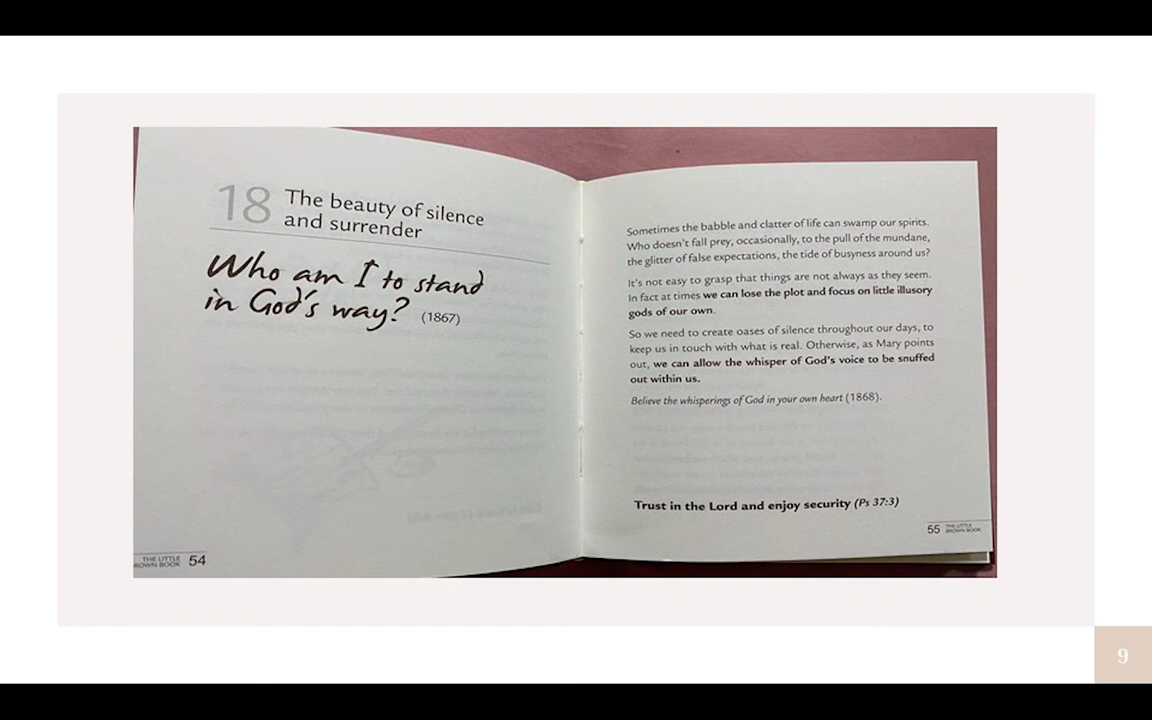 18 The beauty of silence
and surrender
Who am I to stand
in God's way? (1867)
THE LITTLE
BROWN BOOK 54
Sometimes the babble and clatter of life can swamp our spirits.
Who doesn't fall prey, occasionally, to the pull of the mundane,
the glitter of false expectations, the tide of busyness around us?
It's not easy to grasp that things are not always as they seem.
In fact at times we can lose the plot and focus on little illusory
gods of our own.
So we need to create oases of silence throughout our days, to
keep us in touch with what is real. Otherwise, as Mary points
out, we can allow the whisper of God's voice to be snuffed
out within us.
Believe the whisperings of God in your own heart (1868).
Trust in the Lord and enjoy security (Ps 37:3)
55 THE LITTLE
BROWN BOOK
9